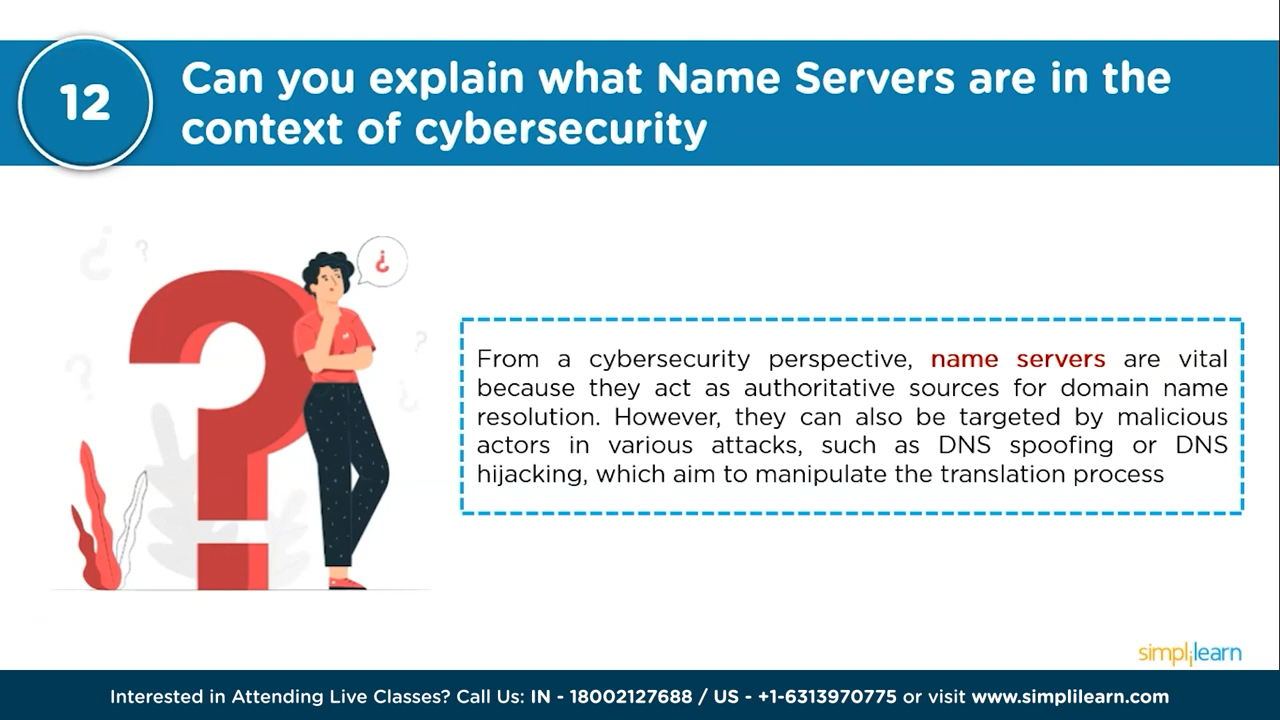 12
Can you explain what Name Servers are in the
context of cybersecurity
?
¿
?
?
¿
?
¿
From a cybersecurity perspective, name servers are vital
because they act as authoritative sources for domain name
resolution. However, they can also be targeted by malicious
actors in various attacks, such as DNS spoofing or DNS
hijacking, which aim to manipulate the translation process
simplilearn
Interested in Attending Live Classes? Call Us: IN - 18002127688 / US - +1-6313970775 or visit www.simplilearn.com